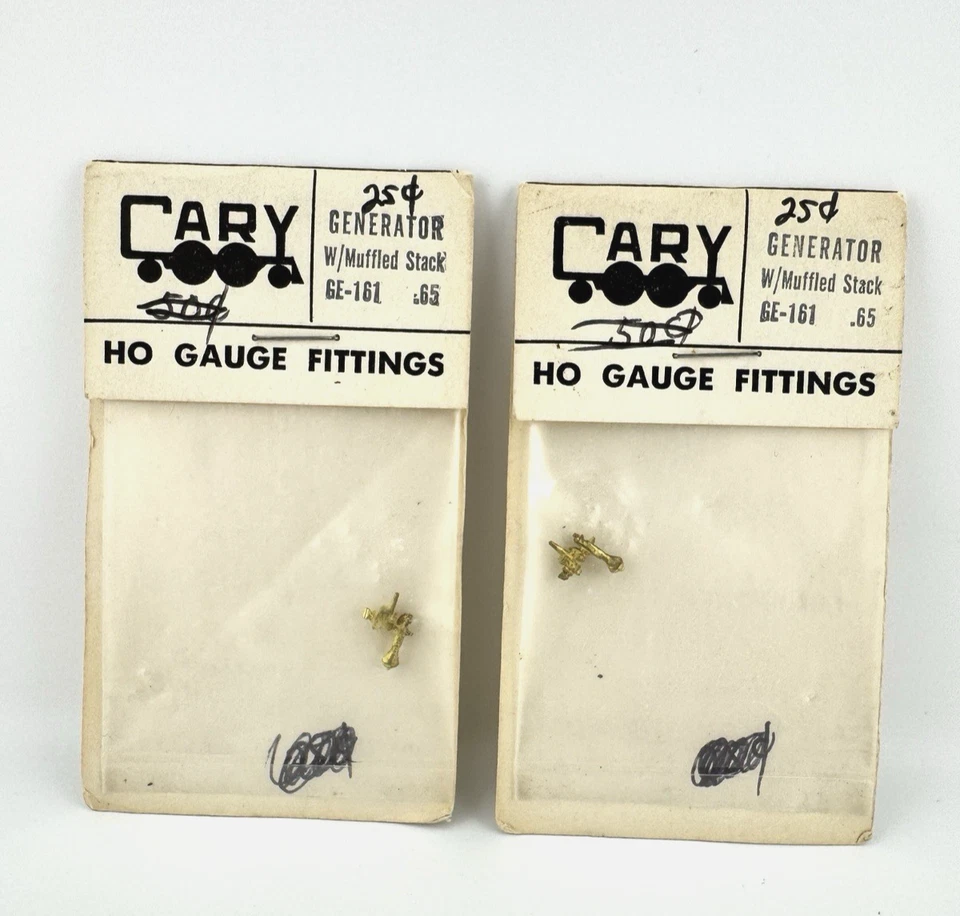 CARY
25¢
GENERATOR
W/Muffled Stack
GE-161 .65
50¢
HO GAUGE FITTINGS
CARY
25¢
GENERATOR
W/Muffled Stack
GE-161 .65
50¢
HO GAUGE FITTINGS